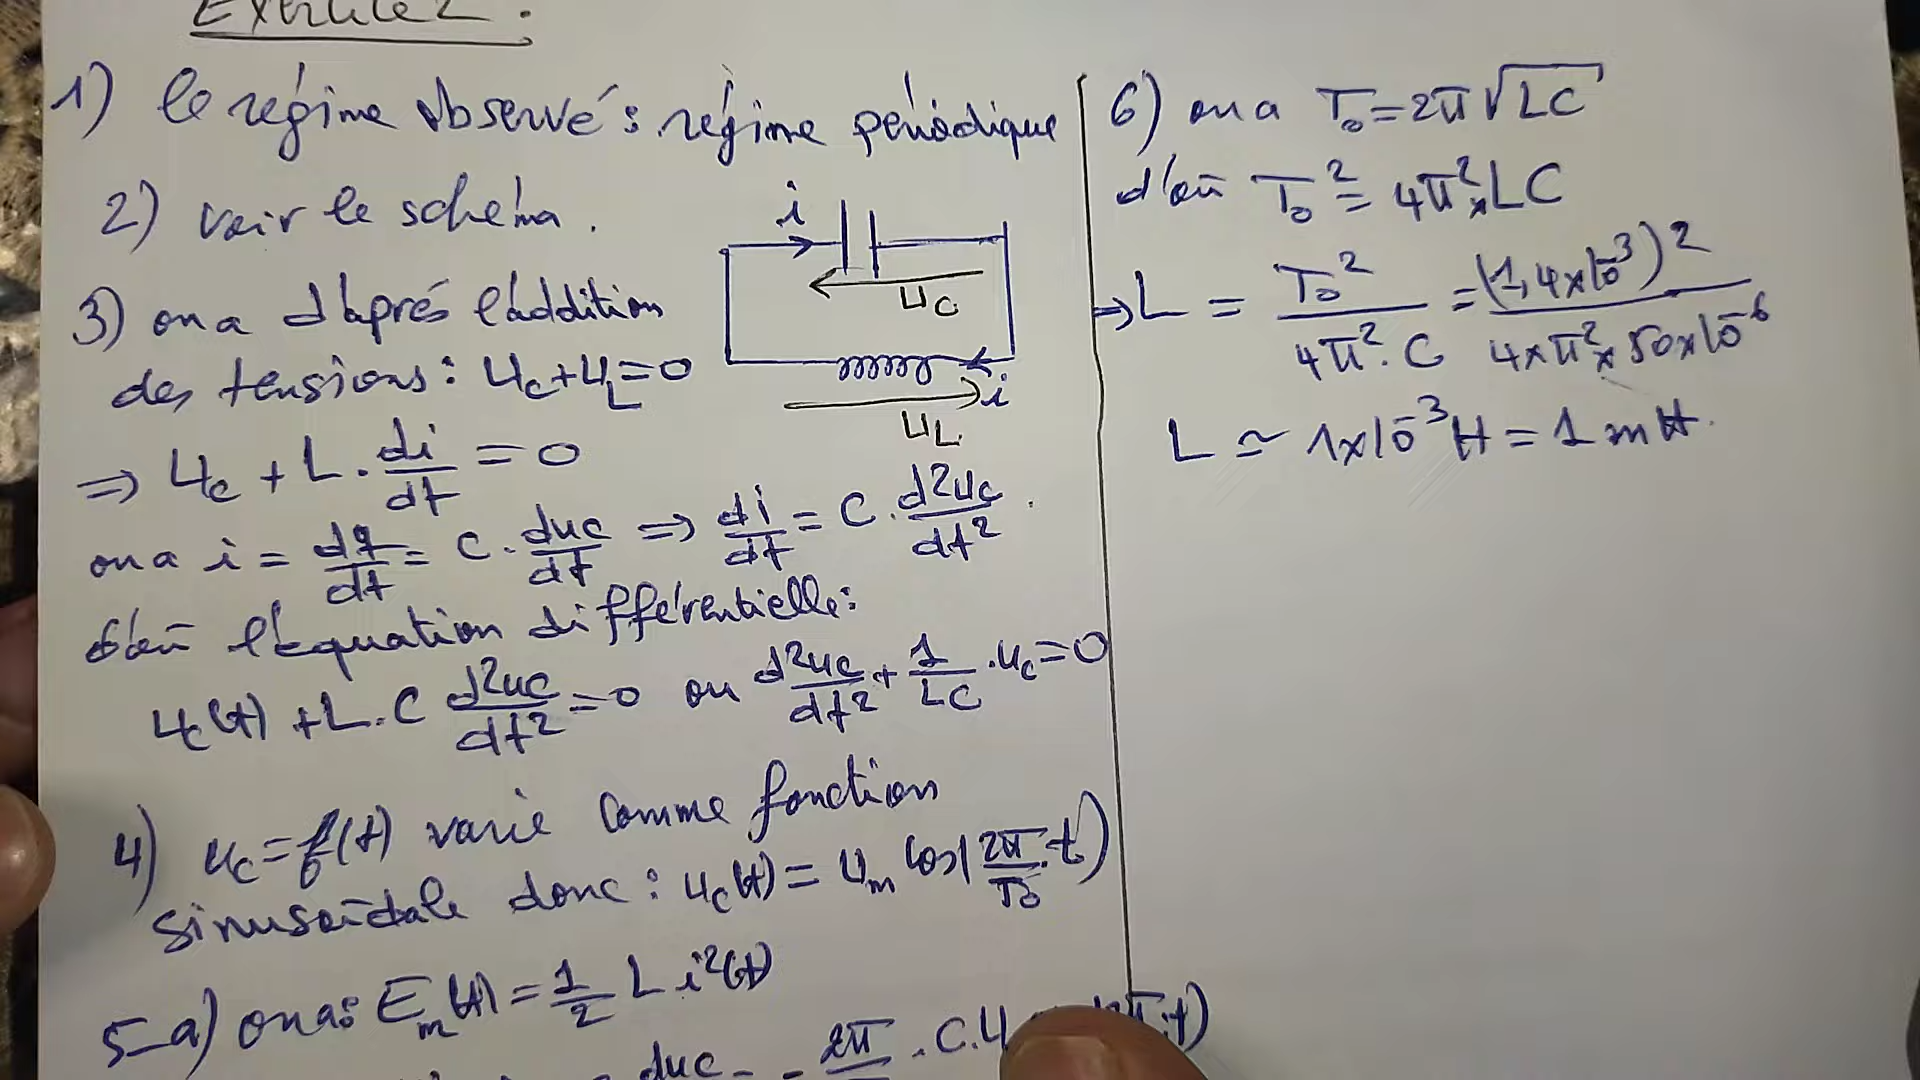 Exercice 2 :
1) le régime observé : régime périodique
2) voir le schéma.
i
uC
i
uL
3) on a d'après l'addition
des tensions : uc + uL = 0
=> uc + L . di/dt = 0
on a i = dq/dt = C . duc/dt => di/dt = C . d²uc/dt² .
d'où l'équation différentielle :
uc(t) + L.C d²uc/dt² = 0 ou d²uc/dt² + 1/LC . uc = 0
4) uc = f(t) varie comme fonction
sinusoïdale donc : uc(t) = Um cos(2π/T0 . t)
5-a) on a : Em(t) = 1/2 L i²(t)
duc - - 2π . C.U 2π.t)
6) on a T0 = 2π√LC
d'où T0² = 4π² x LC
=> L = T0²/4π².C = (1,4x10⁻³)²/4xπ²x50x10⁻⁶
L ≃ 1x10⁻³ H = 1 mH.